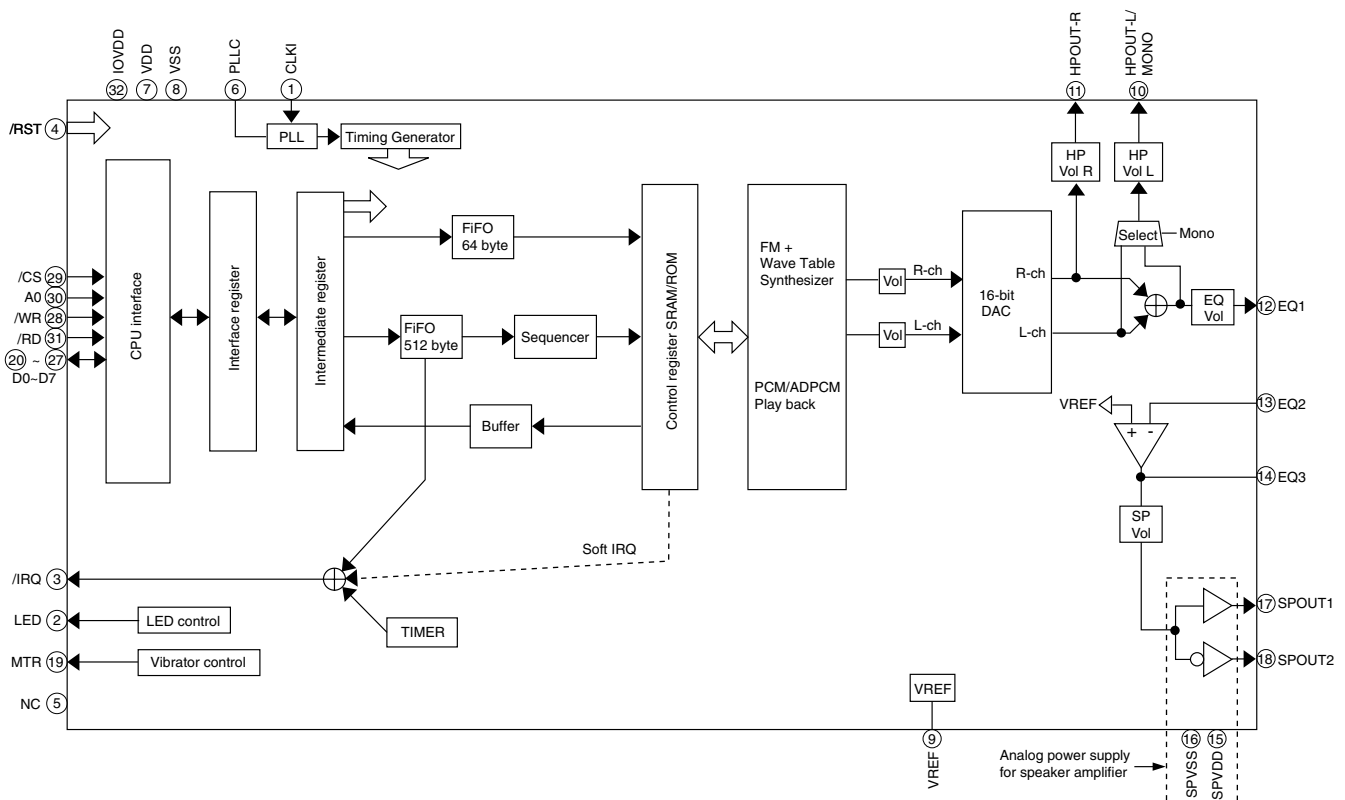 IOVDD
VDD
VSS
PLLC
CLKI
HPOUT-R
HPOUT-L/
MONO
32
7
8
6
1
11
10
/RST 4
PLL
Timing Generator
HP
Vol R
HP
Vol L
CPU interface
Interface register
Intermediate register
FiFO
64 byte
Control register SRAM/ROM
FM +
Wave Table
Synthesizer
Select
Mono
/CS 29
A0 30
/WR 28
/RD 31
20 ~ 27
D0~D7
Vol
R-ch
Vol
L-ch
16-bit
DAC
R-ch
L-ch
EQ
Vol
12 EQ1
FiFO
512 byte
Sequencer
PCM/ADPCM
Play back
Buffer
VREF
+ -
13 EQ2
14 EQ3
SP
Vol
Soft IRQ
/IRQ 3
LED 2
LED control
TIMER
MTR 19
Vibrator control
NC 5
17 SPOUT1
18 SPOUT2
VREF
9
VREF
Analog power supply
for speaker amplifier
16
15
SPVSS
SPVDD